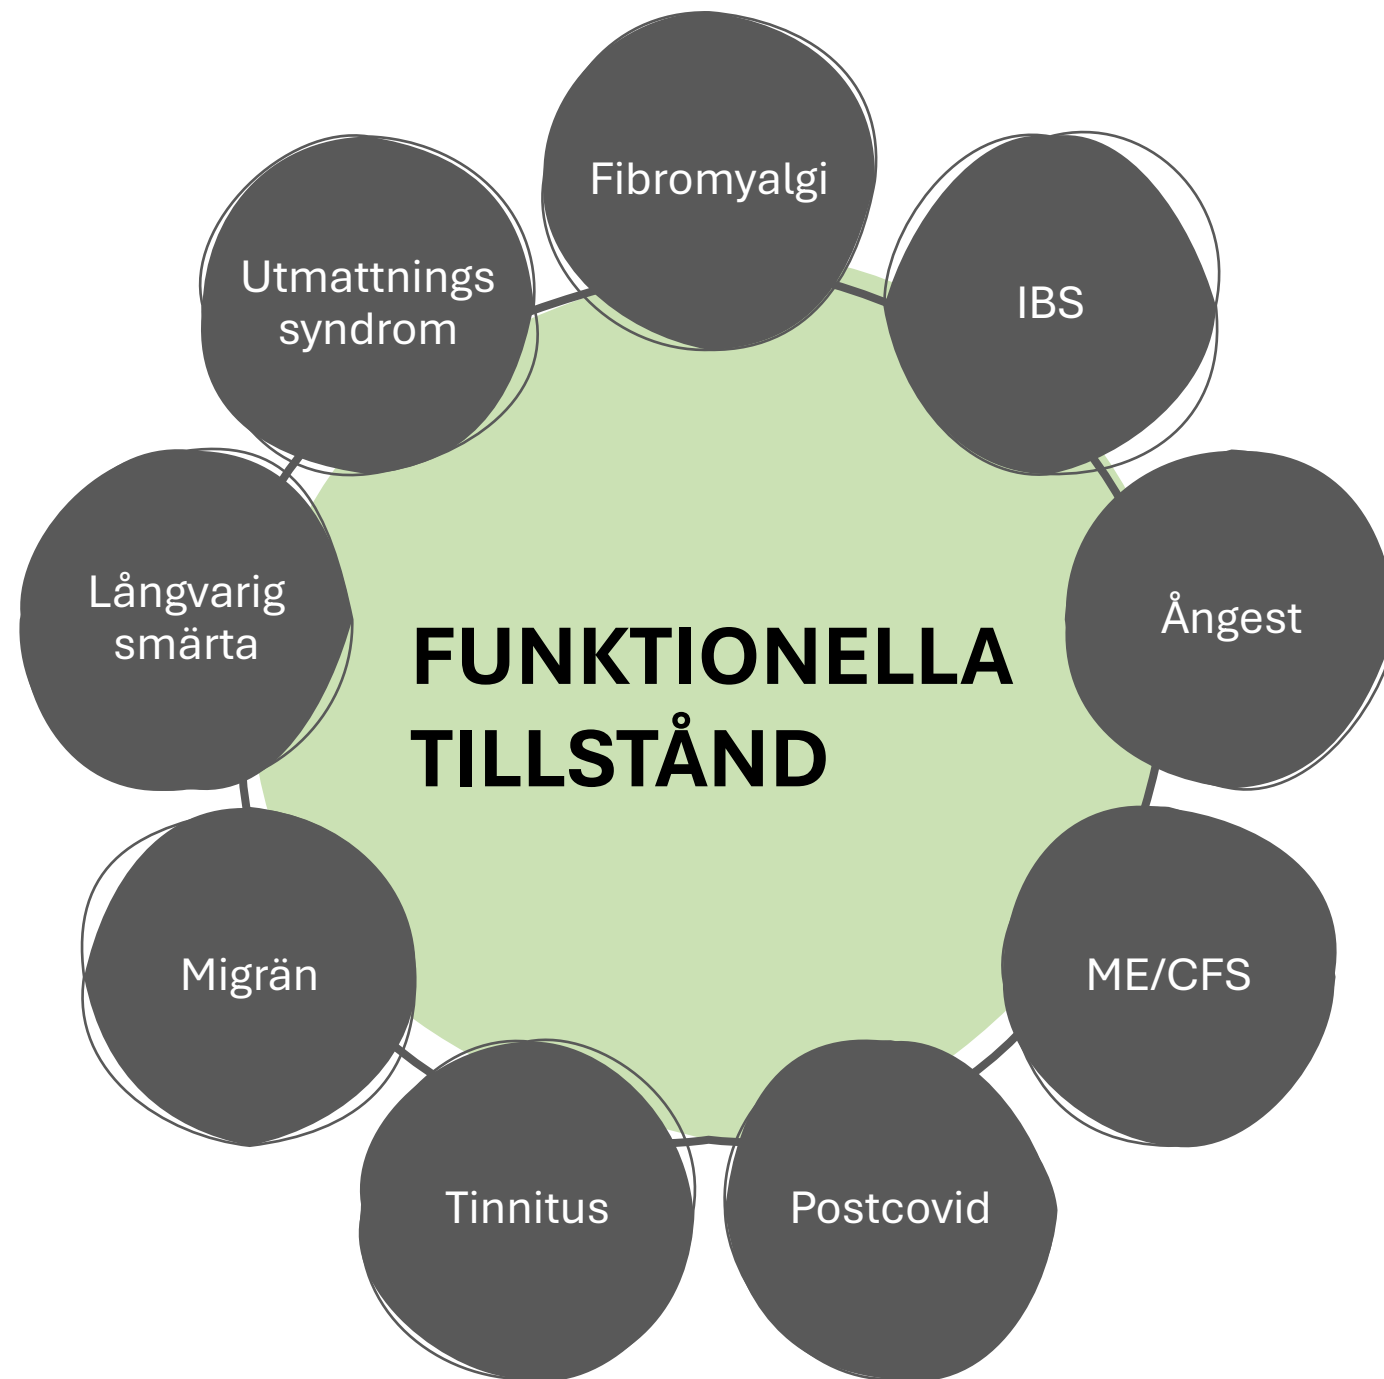 Fibromyalgi
IBS
Ångest
ME/CFS
Postcovid
Tinnitus
Migrän
Långvarig
smärta
Utmattnings
syndrom
FUNKTIONELLA
TILLSTÅND